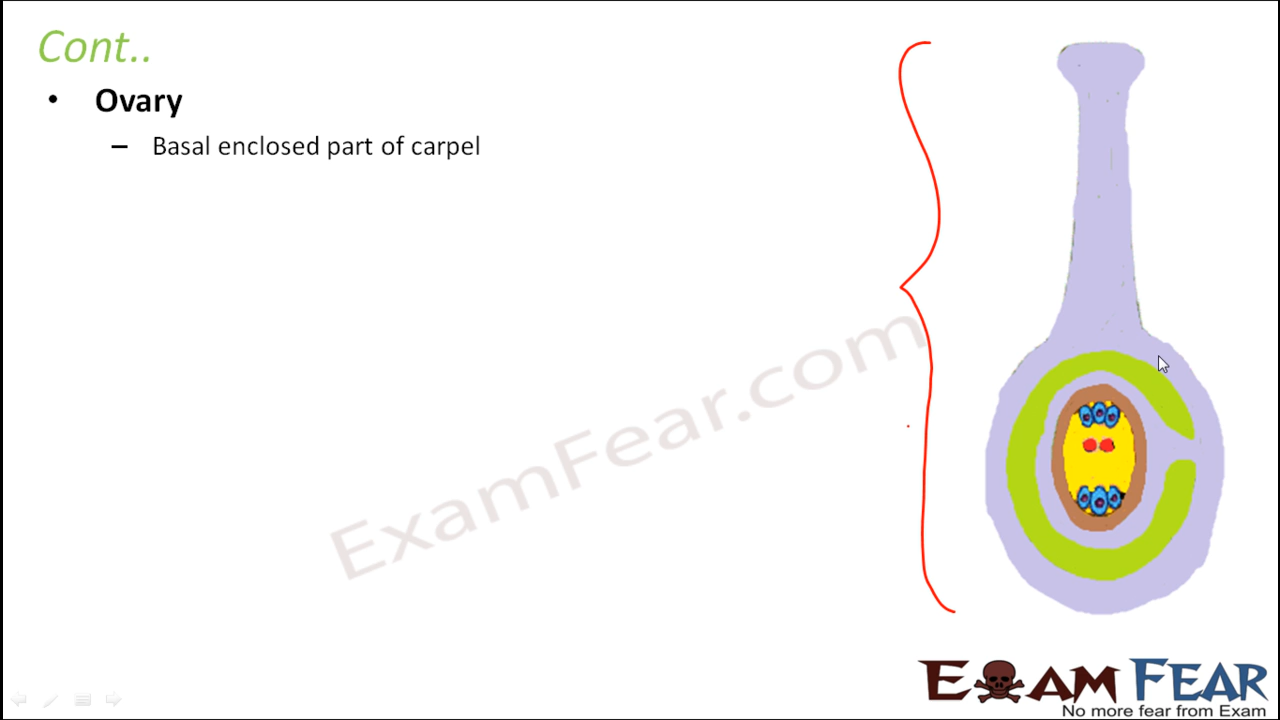 Cont..
• Ovary
– Basal enclosed part of carpel
ExamFear.com
EXAM FEAR
No more fear from Exam